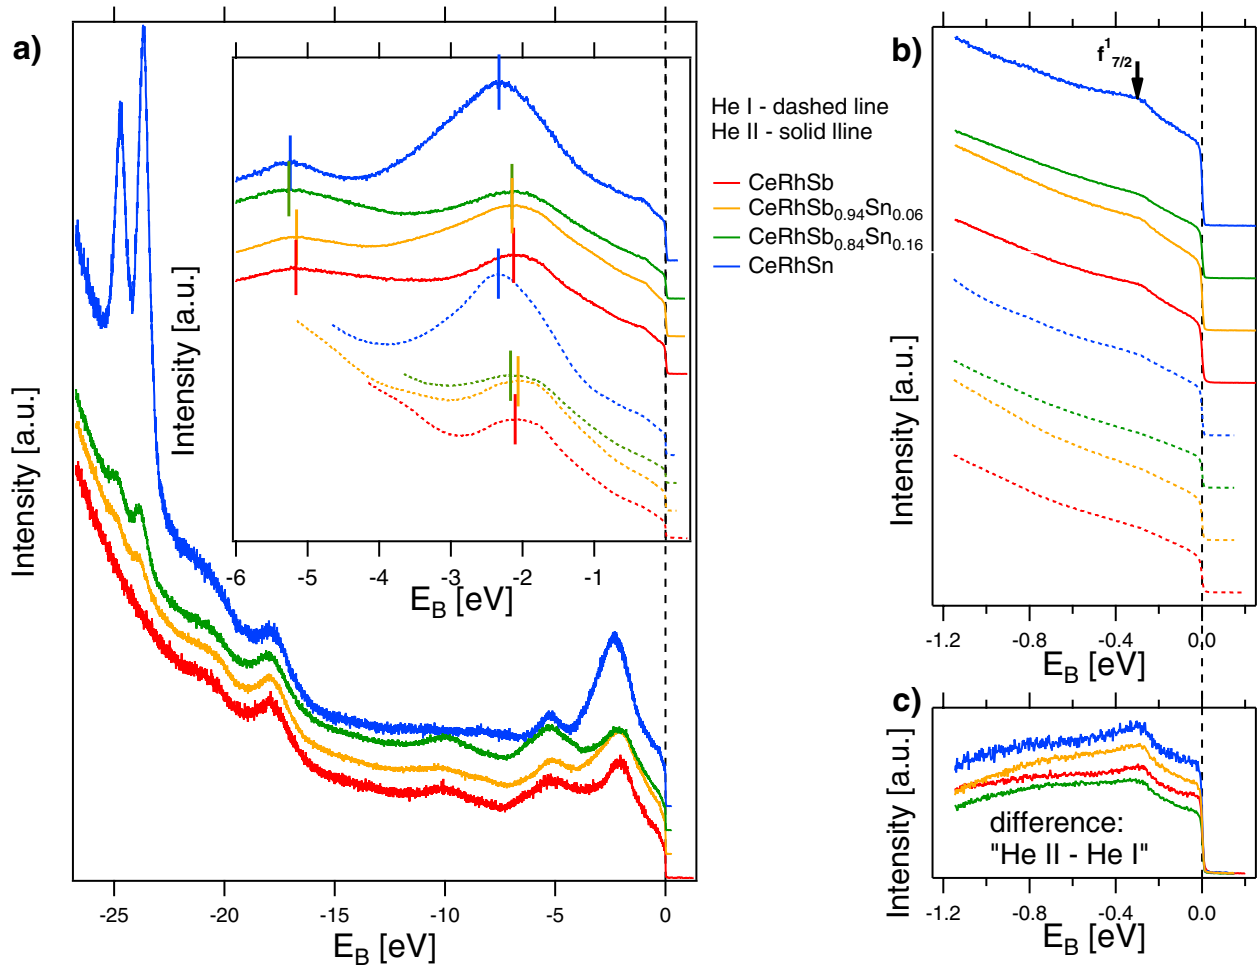 a)
Intensity [a.u.]
-25
-20
-15
-10
-5
0
E_B [eV]
Intensity [a.u.]
-6
-5
-4
-3
-2
-1
E_B [eV]
He I - dashed line
He II - solid lline
CeRhSb
CeRhSb0.94Sn0.06
CeRhSb0.84Sn0.16
CeRhSn
b)
f¹7/2
Intensity [a.u.]
-1.2
-0.8
-0.4
0.0
E_B [eV]
c)
Intensity [a.u.]
difference:
"He II - He I"
-1.2
-0.8
-0.4
0.0
E_B [eV]